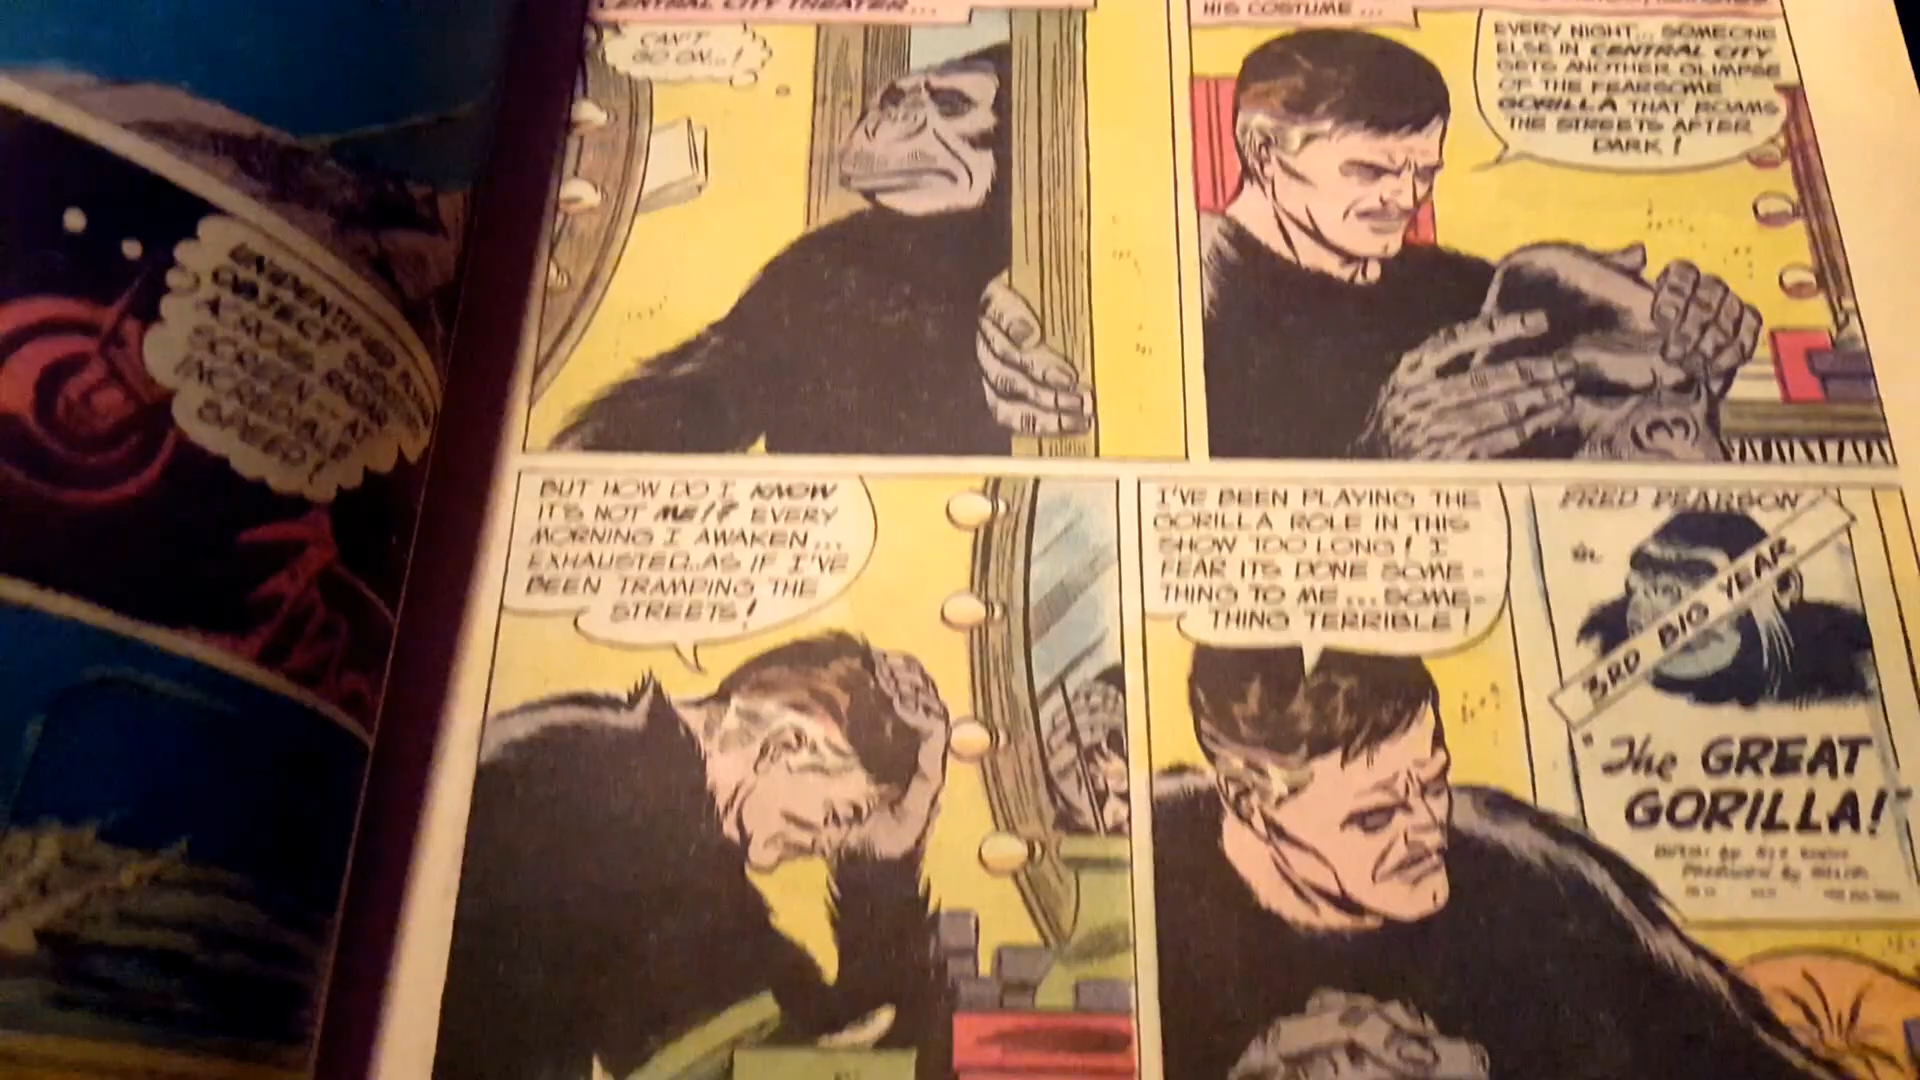 UNIDENTIFIED
OBJECT
SCREEN -- AT
INCREDIBLE
SPEED!
CENTRAL CITY THEATER...
CAN'T
GO ON..!
HIS COSTUME...
EVERY NIGHT... SOMEONE
ELSE IN CENTRAL CITY
GETS ANOTHER GLIMPSE
OF THE FEARSOME
GORILLA THAT ROAMS
THE STREETS AFTER
DARK!
BUT HOW DO I KNOW
IT'S NOT ME!? EVERY
MORNING I AWAKEN...
EXHAUSTED..AS IF I'VE
BEEN TRAMPING THE
STREETS!
I'VE BEEN PLAYING THE
GORILLA ROLE IN THIS
SHOW TOO LONG! I
FEAR IT'S DONE SOME-
THING TO ME... SOME-
THING TERRIBLE!
FRED PEARSON
in
3RD BIG YEAR
"The GREAT
GORILLA!"